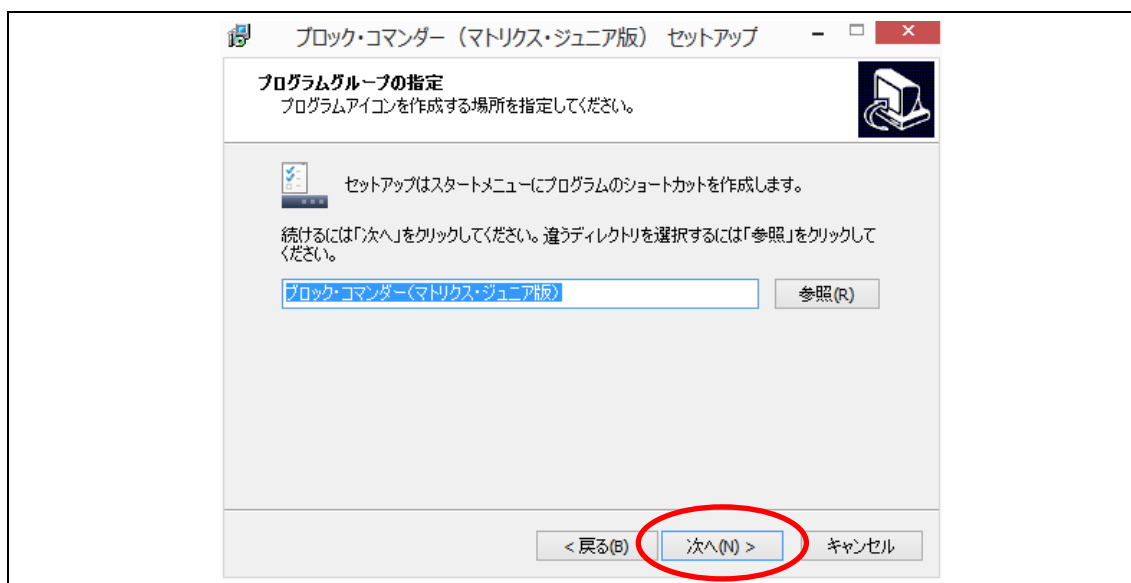 ブロック・コマンダー（マトリクス・ジュニア版） セットアップ
プログラムグループの指定
プログラムアイコンを作成する場所を指定してください。
セットアップはスタートメニューにプログラムのショートカットを作成します。
続けるには「次へ」をクリックしてください。違うディレクトリを選択するには「参照」をクリックして
ください。
ブロック・コマンダー（マトリクス・ジュニア版）
参照(R)
< 戻る(B)
次へ(N) >
キャンセル